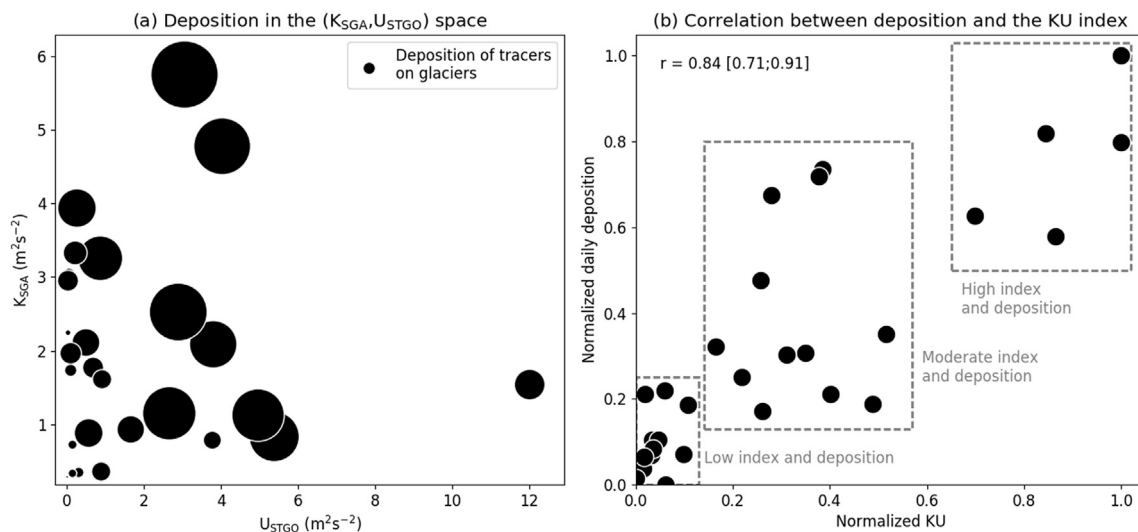 (a) Deposition in the (K_SGA,U_STGO) space
Deposition of tracers
on glaciers
K_SGA (m²s⁻²)
6
5
4
3
2
1
0
2
4
6
8
10
12
U_STGO (m²s⁻²)
(b) Correlation between deposition and the KU index
r = 0.84 [0.71;0.91]
Normalized daily deposition
1.0
0.8
0.6
0.4
0.2
0.0
High index
and deposition
Moderate index
and deposition
Low index and deposition
0.0
0.2
0.4
0.6
0.8
1.0
Normalized KU